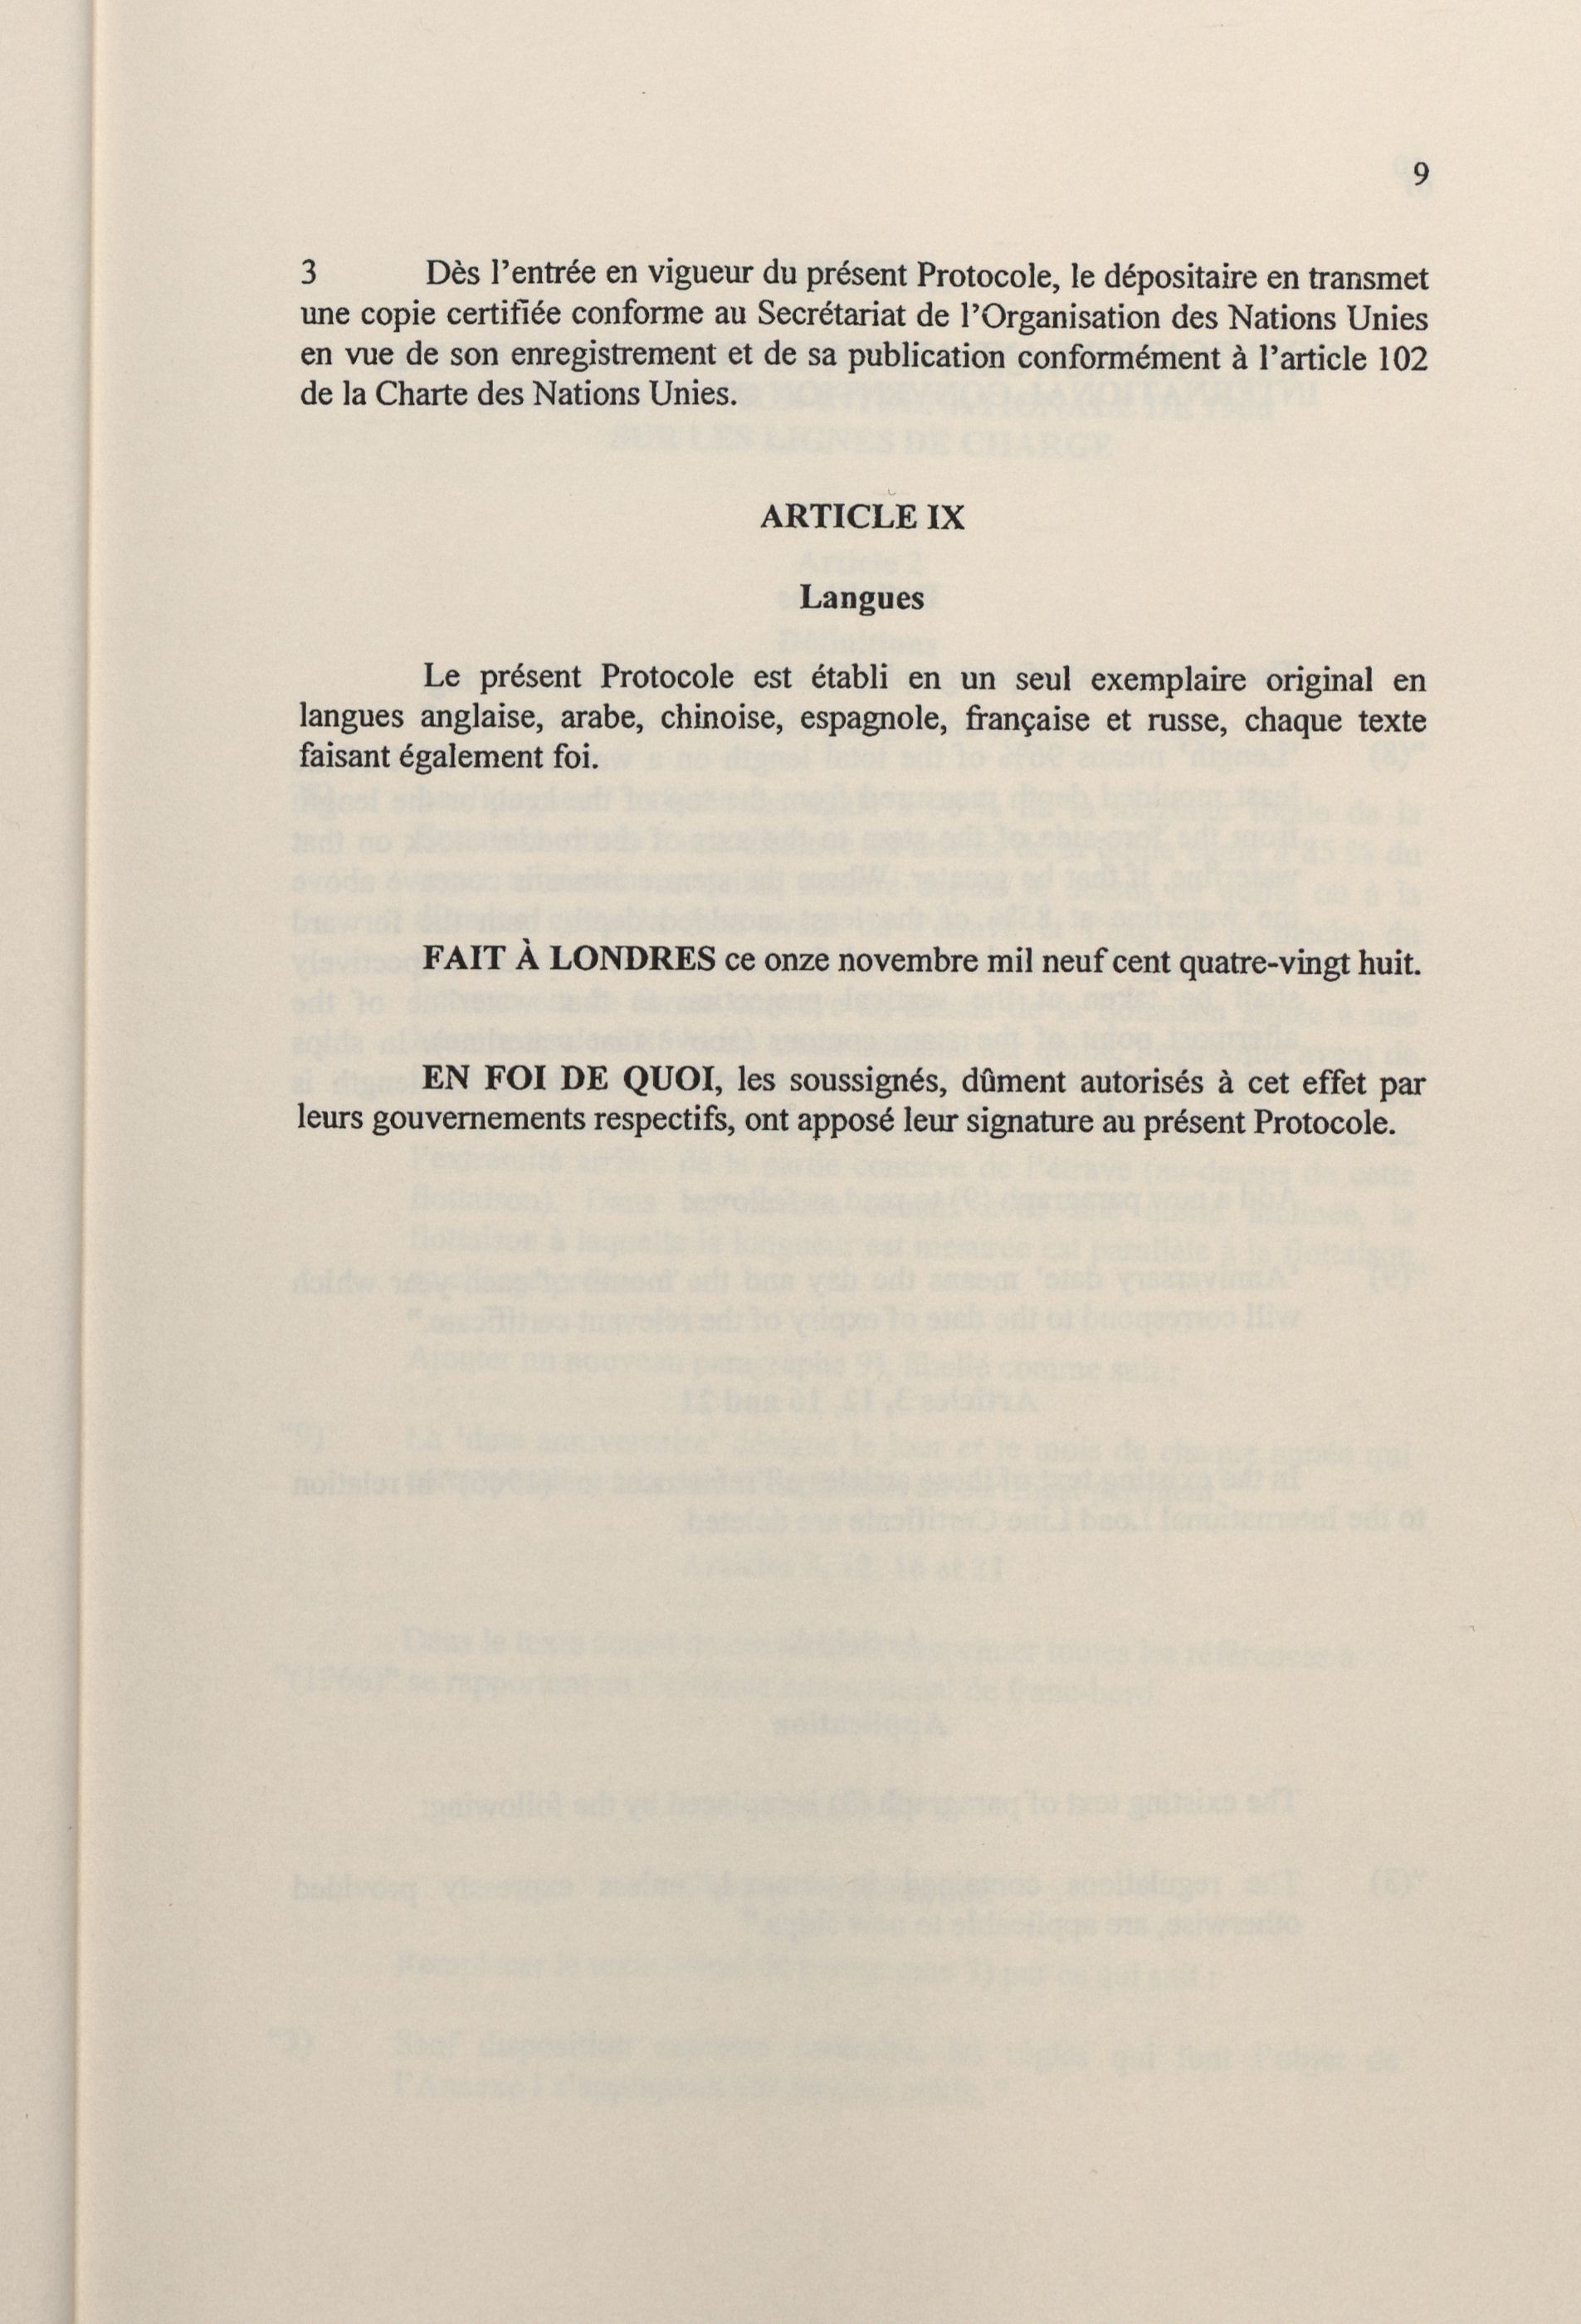 9
3 Dès l'entrée en vigueur du présent Protocole, le dépositaire en transmet
une copie certifiée conforme au Secrétariat de l'Organisation des Nations Unies
en vue de son enregistrement et de sa publication conformément à l'article 102
de la Charte des Nations Unies.
ARTICLE IX
Langues
Le présent Protocole est établi en un seul exemplaire original en
langues anglaise, arabe, chinoise, espagnole, française et russe, chaque texte
faisant également foi.
FAIT À LONDRES ce onze novembre mil neuf cent quatre-vingt huit.
EN FOI DE QUOI, les soussignés, dûment autorisés à cet effet par
leurs gouvernements respectifs, ont apposé leur signature au présent Protocole.